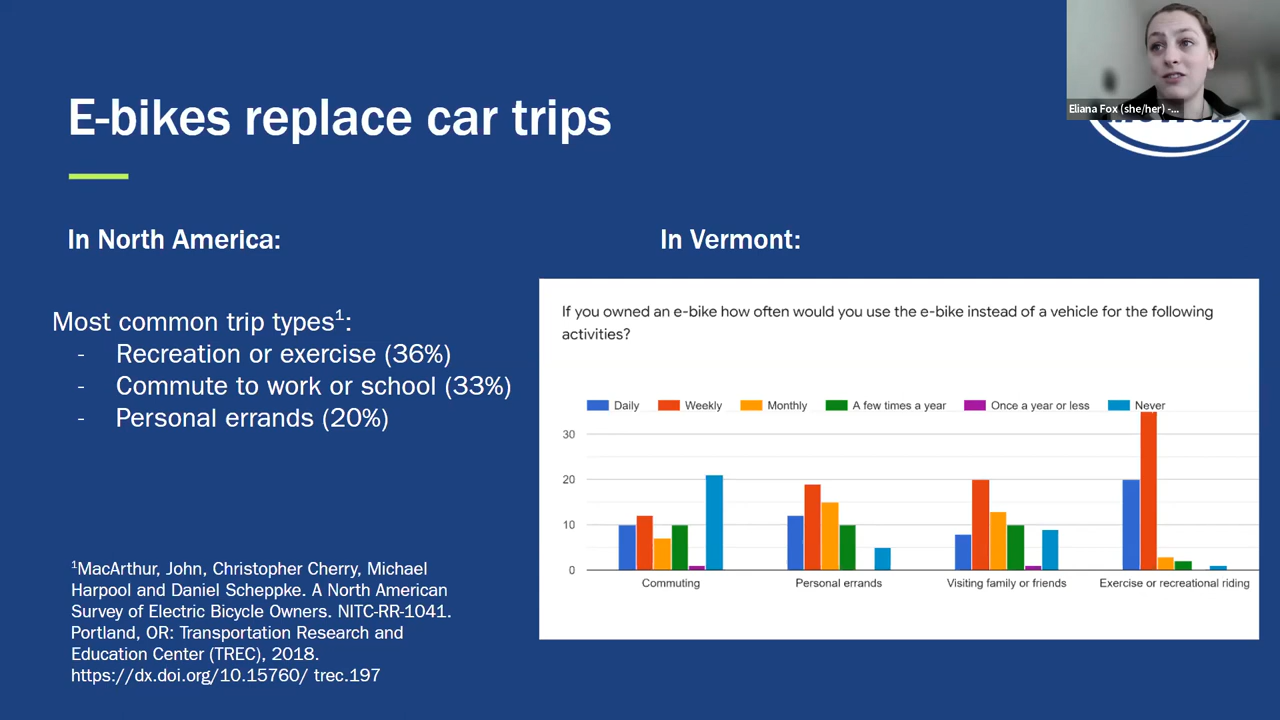 E-bikes replace car trips
Eliana Fox (she/her) -...
In North America:
In Vermont:
Most common trip types¹:
- Recreation or exercise (36%)
- Commute to work or school (33%)
- Personal errands (20%)
¹MacArthur, John, Christopher Cherry, Michael
Harpool and Daniel Scheppke. A North American
Survey of Electric Bicycle Owners. NITC-RR-1041.
Portland, OR: Transportation Research and
Education Center (TREC), 2018.
https://dx.doi.org/10.15760/ trec.197
If you owned an e-bike how often would you use the e-bike instead of a vehicle for the following
activities?
Daily Weekly Monthly A few times a year Once a year or less Never
30
20
10
0
Commuting Personal errands Visiting family or friends Exercise or recreational riding